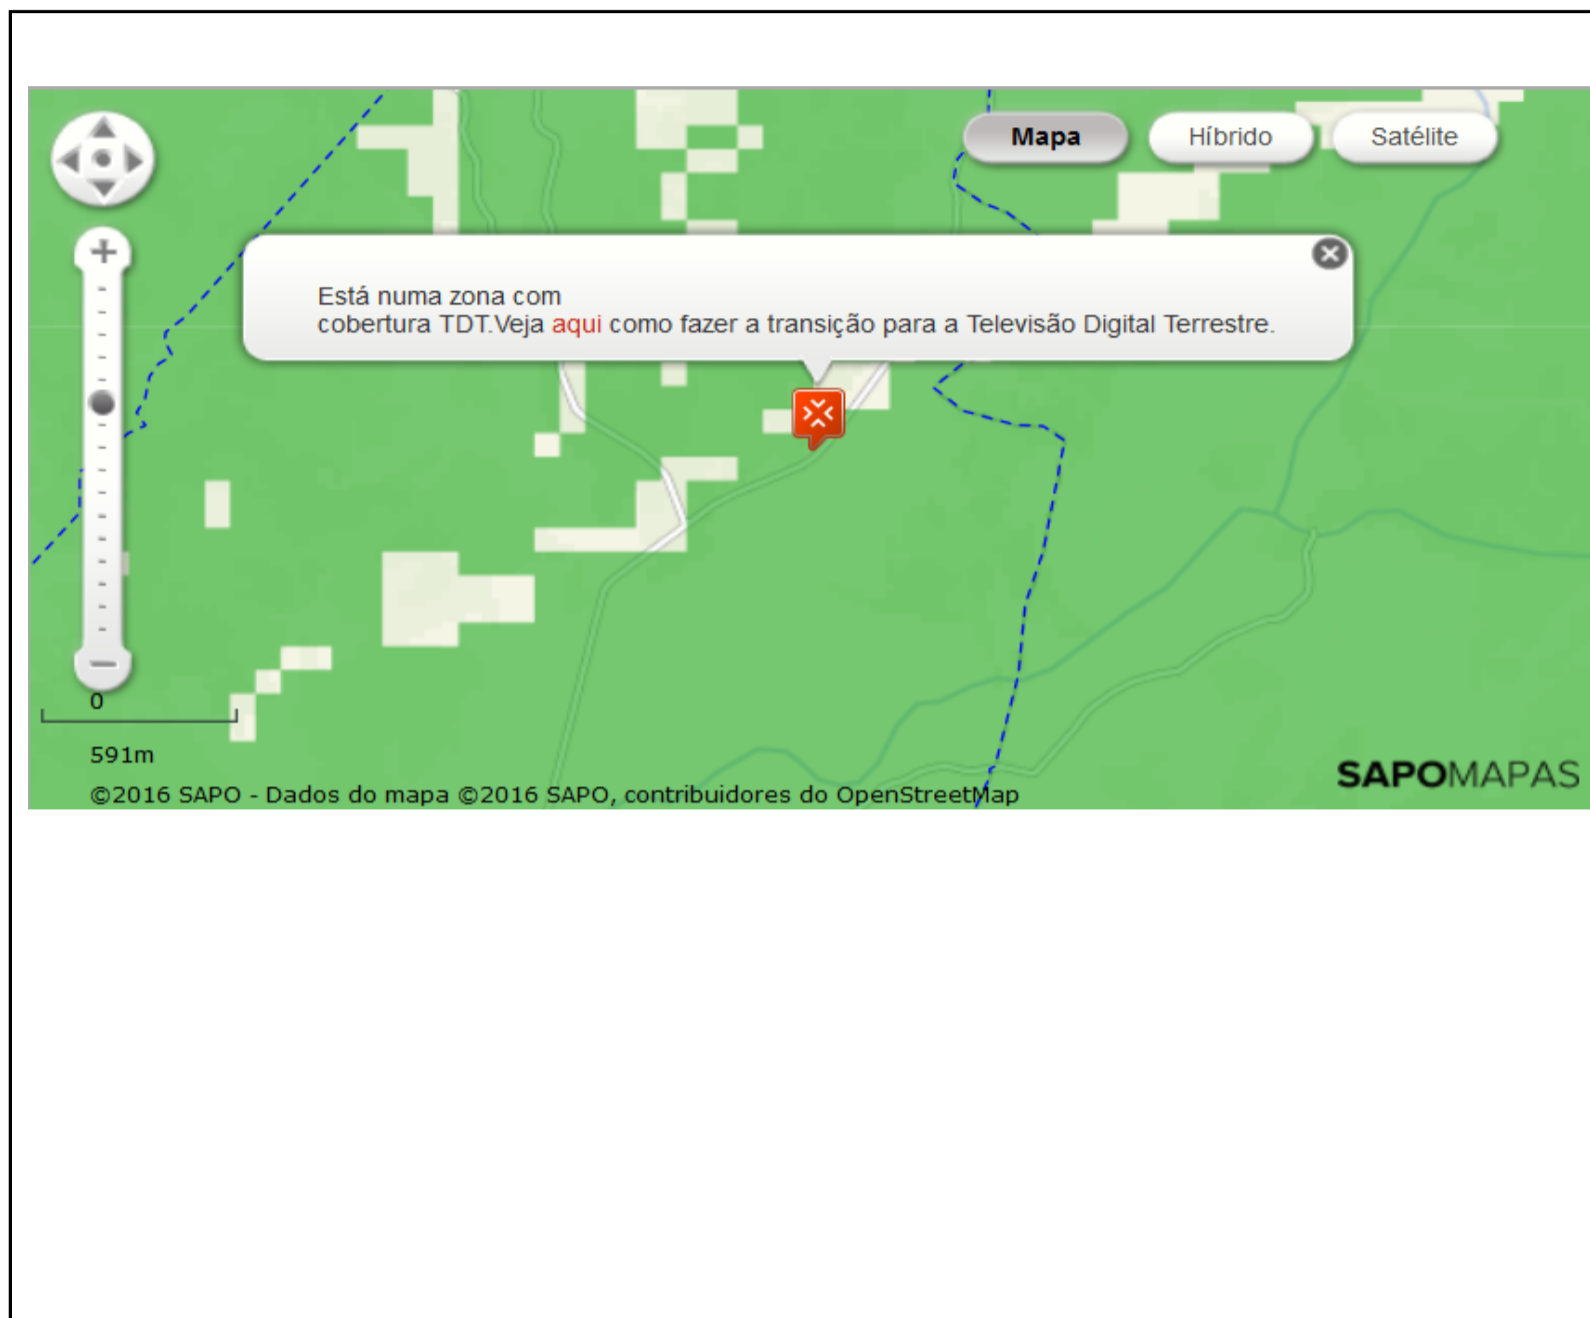 Mapa
Híbrido
Satélite
Está numa zona com
cobertura TDT.Veja aqui como fazer a transição para a Televisão Digital Terrestre.
0
591m
©2016 SAPO - Dados do mapa ©2016 SAPO, contribuidores do OpenStreetMap
SAPOMAPAS